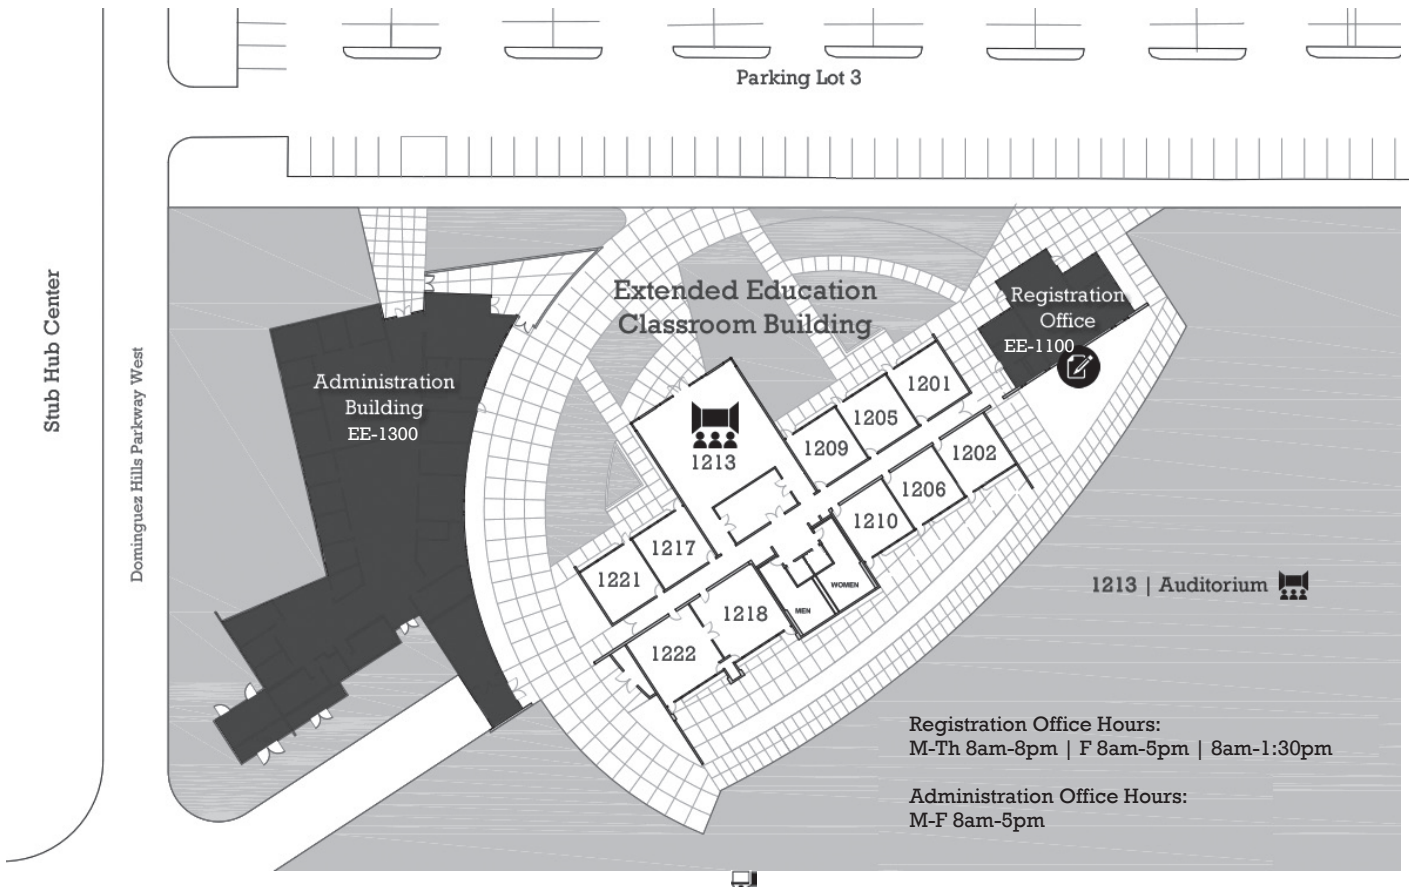 Parking Lot 3
Stub Hub Center
Dominguez Hills Parkway West
Extended Education
Classroom Building
Registration
Office
EE-1100
Administration
Building
EE-1300
1201
1205
1209
1213
1202
1206
1210
1217
1221
1218
1222
WOMEN
MEN
1213 | Auditorium
Registration Office Hours:
M-Th 8am-8pm | F 8am-5pm | 8am-1:30pm
Administration Office Hours:
M-F 8am-5pm